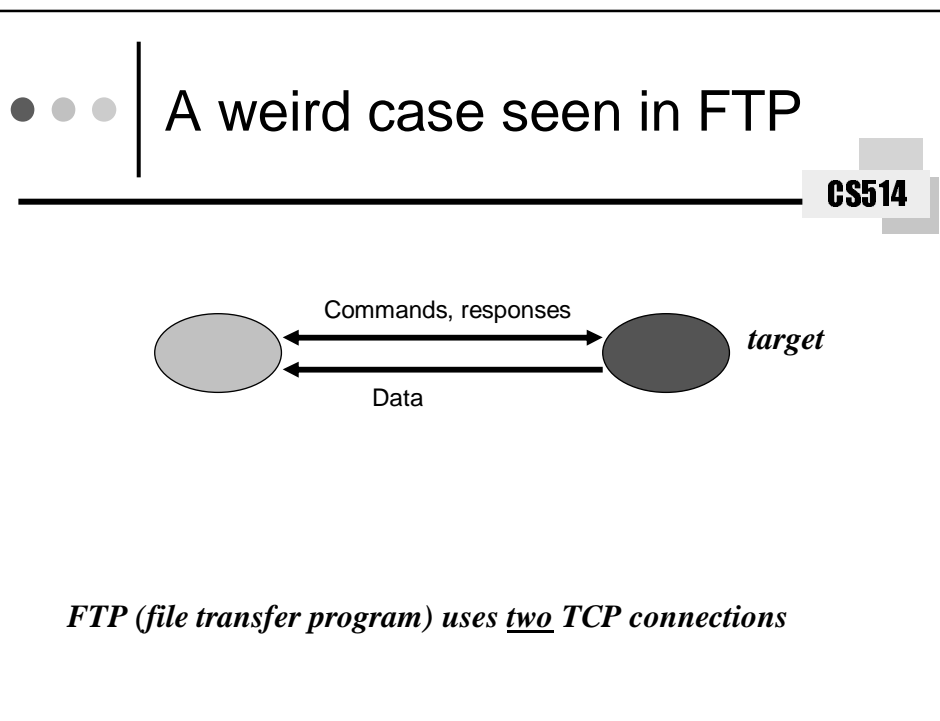 A weird case seen in FTP
CS514
Commands, responses
target
Data
FTP (file transfer program) uses two TCP connections